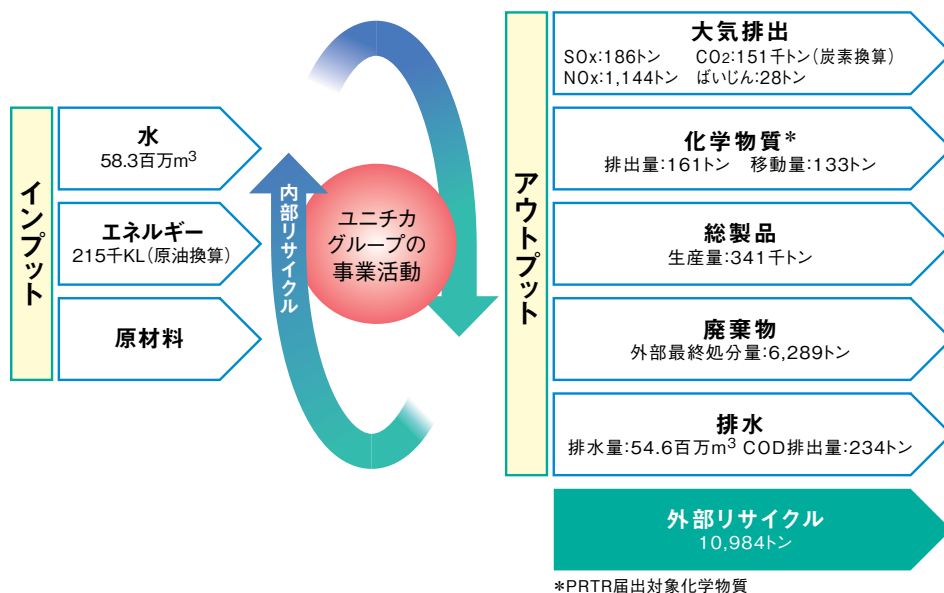 インプット
水
58.3百万m³
エネルギー
215千KL(原油換算)
原材料
内部リサイクル
ユニチカ
グループの
事業活動
アウトプット
大気排出
SOx:186トン CO₂:151千トン(炭素換算)
NOx:1,144トン ばいじん:28トン
化学物質*
排出量:161トン 移動量:133トン
総製品
生産量:341千トン
廃棄物
外部最終処分量:6,289トン
排水
排水量:54.6百万m³ COD排出量:234トン
外部リサイクル
10,984トン
*PRTR届出対象化学物質